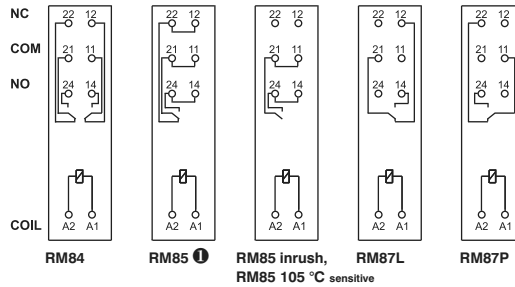 NC 22 12 22 12 22 12 22 12 22 12
COM 21 11 21 11 21 11 21 11 21 11
NO 24 14 24 14 24 14 24 14 24 14
COIL A2 A1 A2 A1 A2 A1 A2 A1 A2 A1
RM84 RM85 ❶ RM85 inrush, RM87L RM87P
RM85 105 °C sensitive